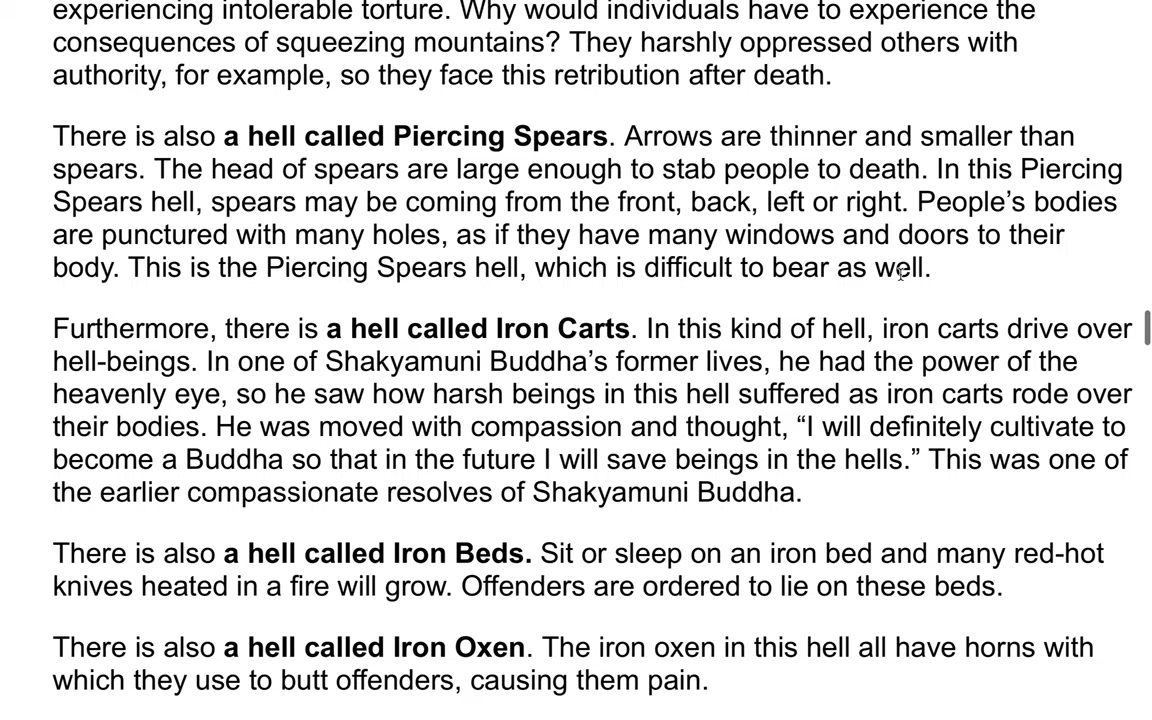 experiencing intolerable torture. Why would individuals have to experience the
consequences of squeezing mountains? They harshly oppressed others with
authority, for example, so they face this retribution after death.
There is also a hell called Piercing Spears. Arrows are thinner and smaller than
spears. The head of spears are large enough to stab people to death. In this Piercing
Spears hell, spears may be coming from the front, back, left or right. People’s bodies
are punctured with many holes, as if they have many windows and doors to their
body. This is the Piercing Spears hell, which is difficult to bear as well.
Furthermore, there is a hell called Iron Carts. In this kind of hell, iron carts drive over
hell-beings. In one of Shakyamuni Buddha’s former lives, he had the power of the
heavenly eye, so he saw how harsh beings in this hell suffered as iron carts rode over
their bodies. He was moved with compassion and thought, “I will definitely cultivate to
become a Buddha so that in the future I will save beings in the hells.” This was one of
the earlier compassionate resolves of Shakyamuni Buddha.
There is also a hell called Iron Beds. Sit or sleep on an iron bed and many red-hot
knives heated in a fire will grow. Offenders are ordered to lie on these beds.
There is also a hell called Iron Oxen. The iron oxen in this hell all have horns with
which they use to butt offenders, causing them pain.